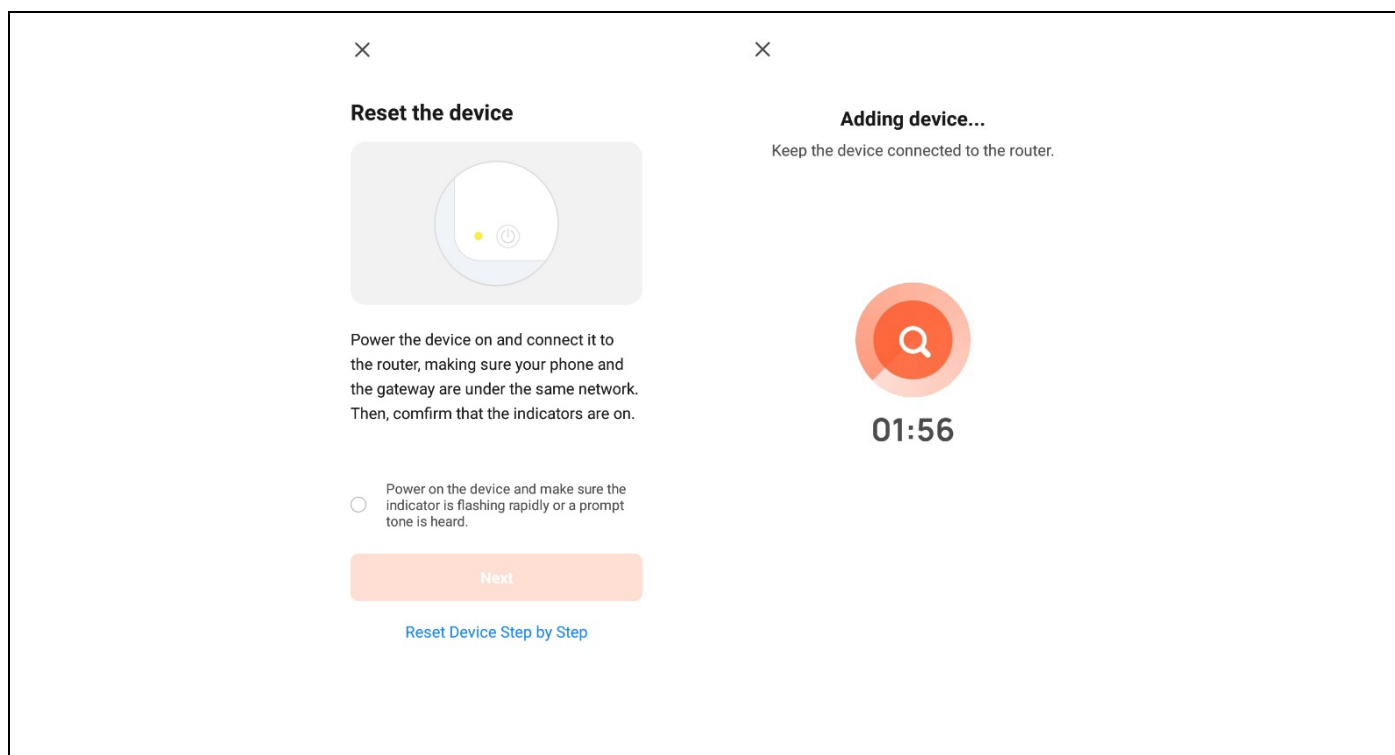 Reset the device
Power the device on and connect it to
the router, making sure your phone and
the gateway are under the same network.
Then, comfirm that the indicators are on.
Power on the device and make sure the
indicator is flashing rapidly or a prompt
tone is heard.
Next
Reset Device Step by Step
Adding device...
Keep the device connected to the router.
01:56